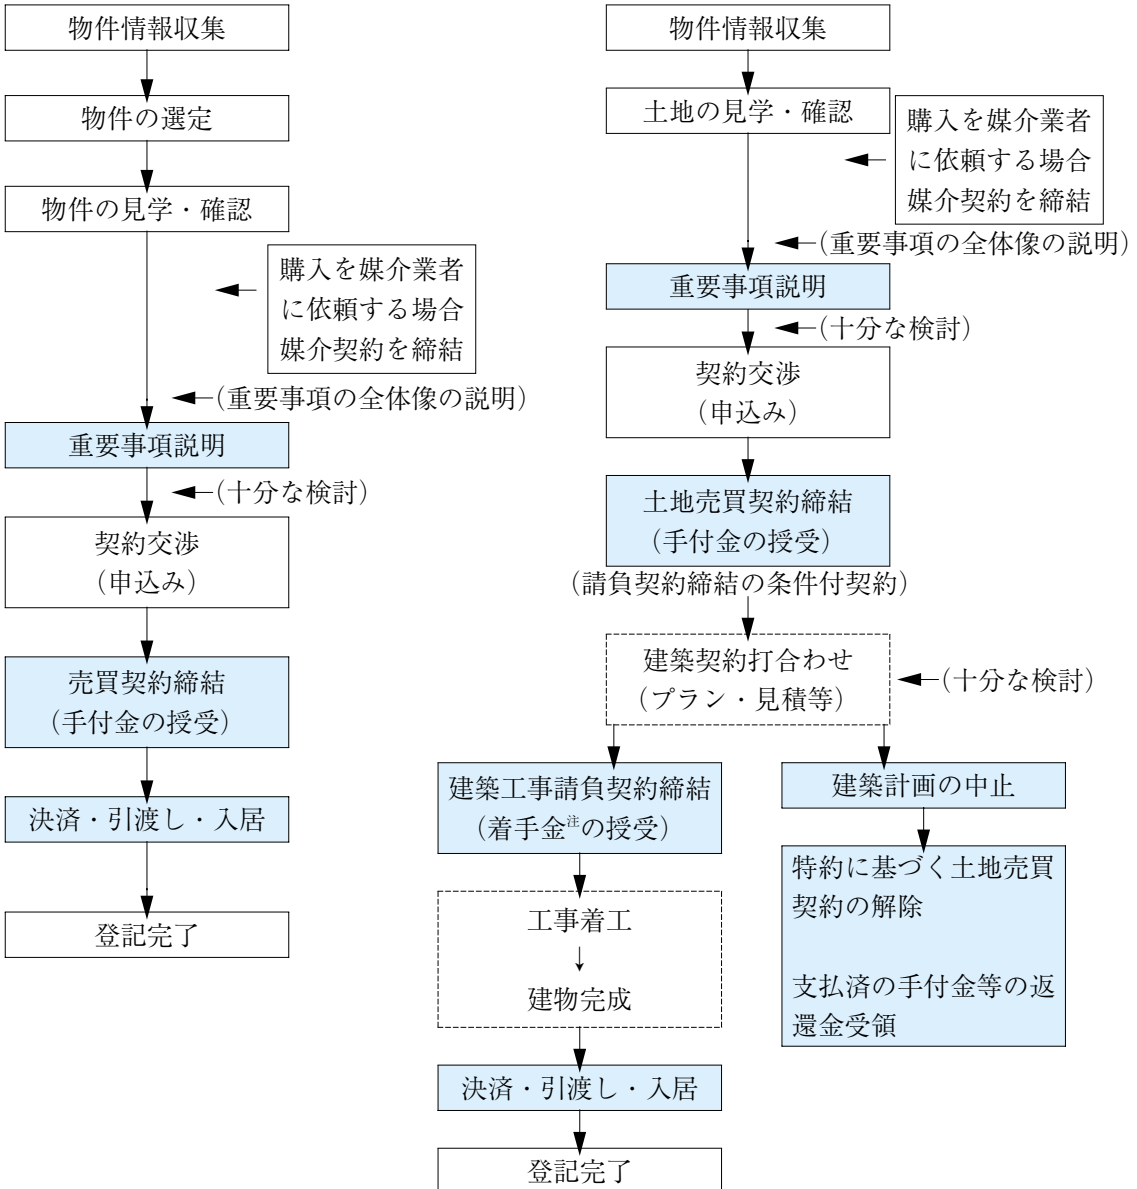 物件情報収集
物件の選定
物件の見学・確認
購入を媒介業者
に依頼する場合
媒介契約を締結
(重要事項の全体像の説明)
重要事項説明
(十分な検討)
契約交渉
(申込み)
売買契約締結
(手付金の授受)
決済・引渡し・入居
登記完了
物件情報収集
土地の見学・確認
購入を媒介業者
に依頼する場合
媒介契約を締結
(重要事項の全体像の説明)
重要事項説明
(十分な検討)
契約交渉
(申込み)
土地売買契約締結
(手付金の授受)
(請負契約締結の条件付契約)
建築契約打合わせ
(プラン・見積等)
(十分な検討)
建築工事請負契約締結
(着手金注の授受)
工事着工
建物完成
決済・引渡し・入居
登記完了
建築計画の中止
特約に基づく土地売買
契約の解除
支払済の手付金等の返
還金受領